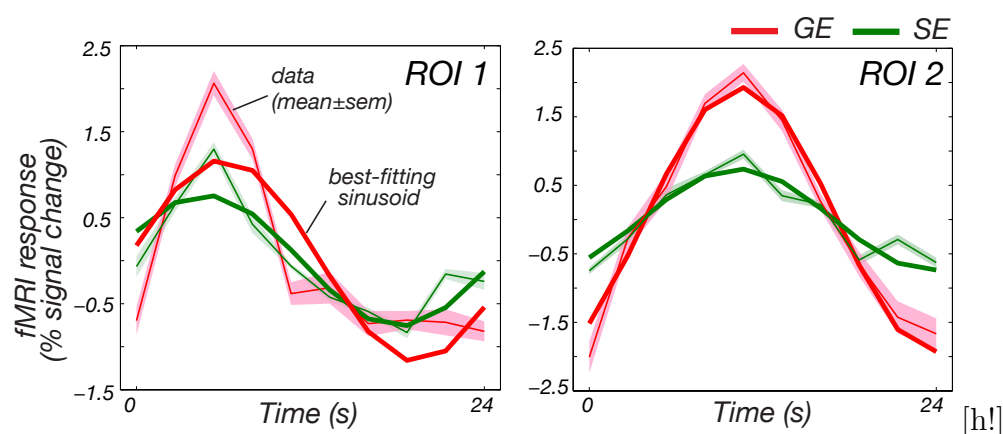 GE SE
ROI 1
ROI 2
data
(mean±sem)
best-fitting
sinusoid
fMRI response
(% signal change)
2.5
1.5
0.5
−0.5
−1.5
0
24
Time (s)
2.5
1.5
0.5
−0.5
−1.5
−2.5
0
24
Time (s)
[h!]